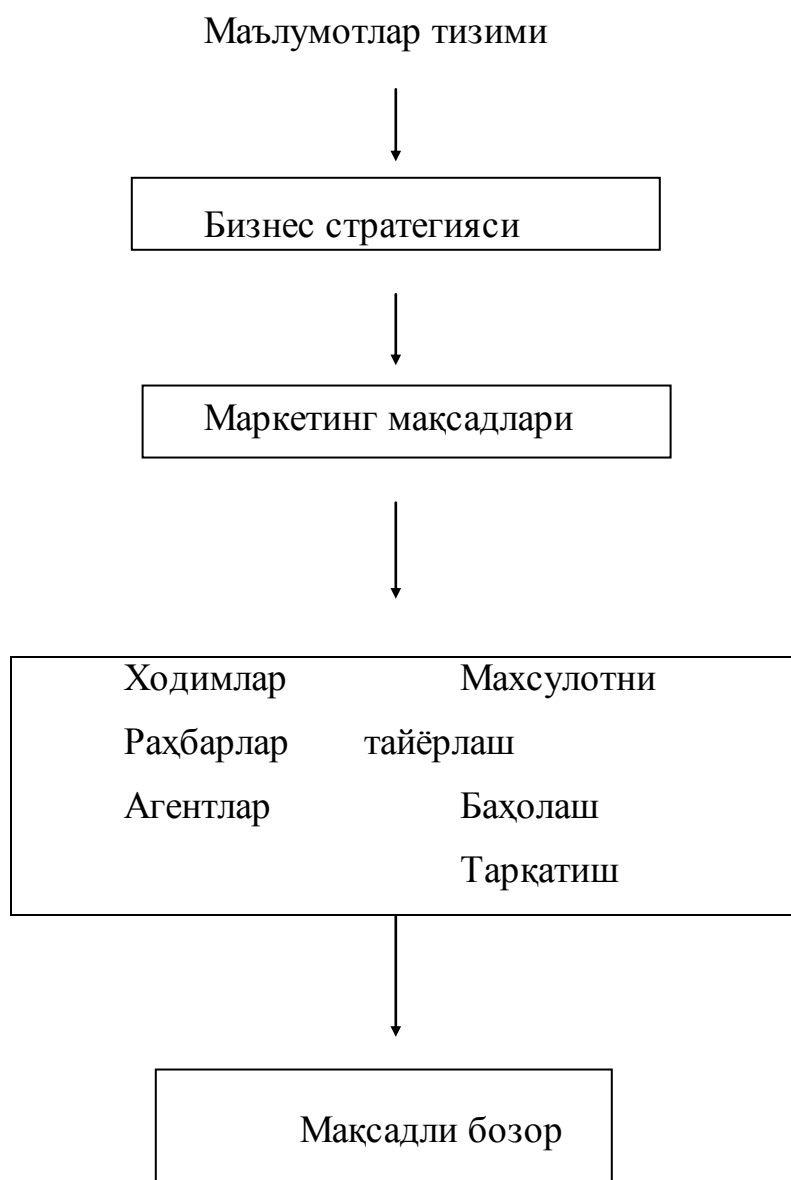 Маълумотлар тизими
Бизнес стратегияси
Маркетинг мақсадлари
Ходимлар Махсулотни
Раҳбарлар тайёрлаш
Агентлар Баҳолаш
Тарқатиш
Мақсадли бозор